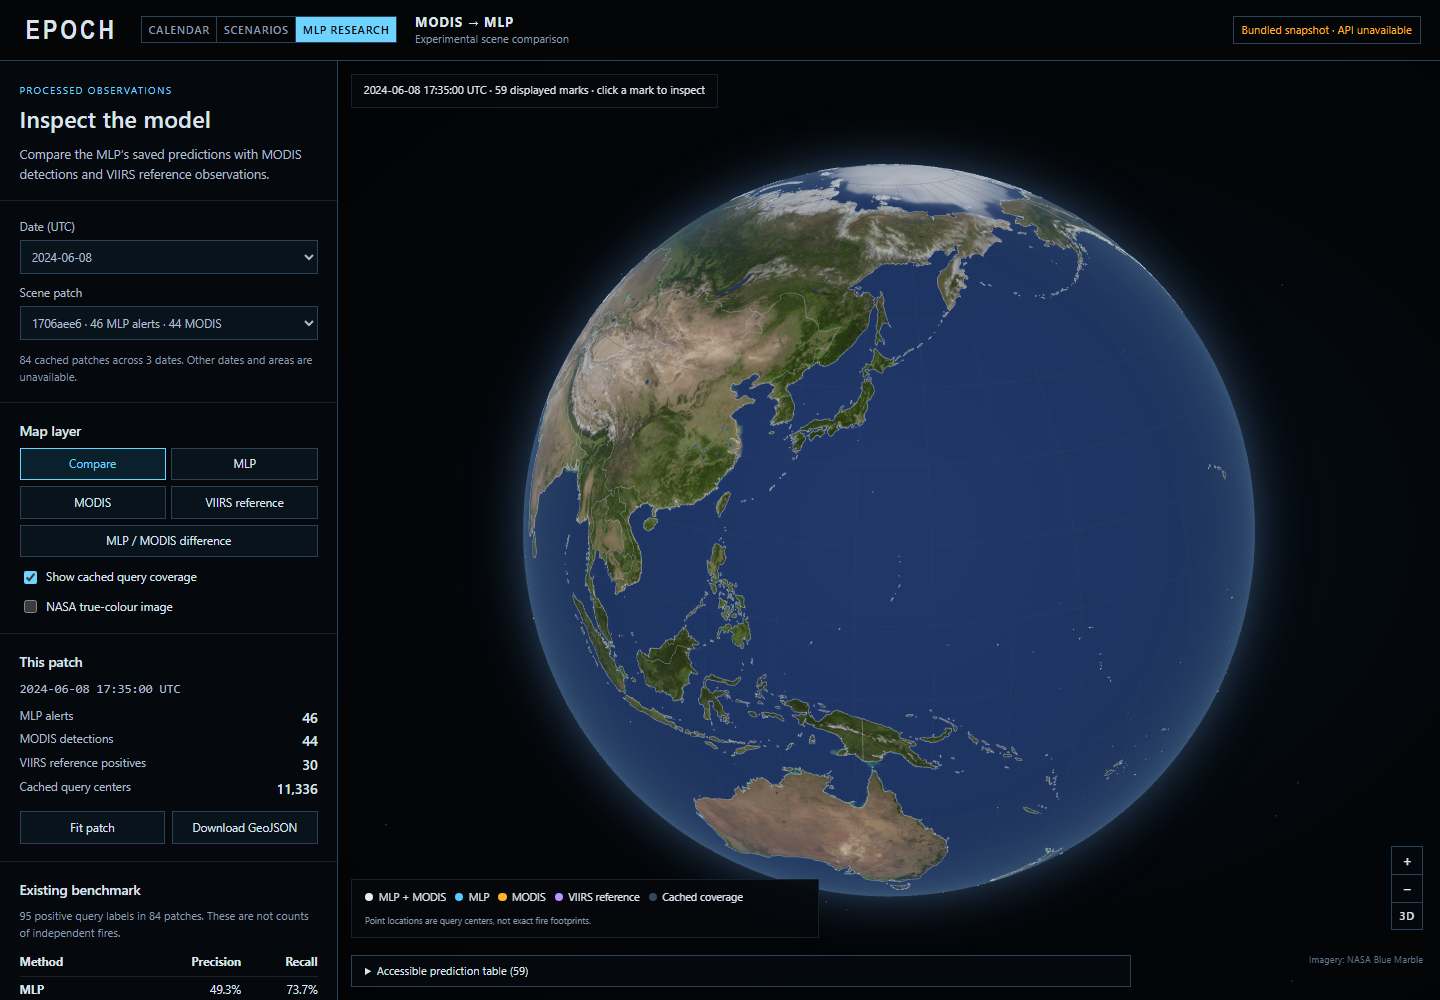 EPOCH
CALENDAR
SCENARIOS
MLP RESEARCH
MODIS → MLP
Experimental scene comparison
Bundled snapshot · API unavailable
PROCESSED OBSERVATIONS
Inspect the model
Compare the MLP's saved predictions with MODIS
detections and VIIRS reference observations.
Date (UTC)
2024-06-08
Scene patch
1706aee6 · 46 MLP alerts · 44 MODIS
84 cached patches across 3 dates. Other dates and areas are
unavailable.
Map layer
Compare
MLP
MODIS
VIIRS reference
MLP / MODIS difference
Show cached query coverage
NASA true-colour image
This patch
2024-06-08 17:35:00 UTC
MLP alerts 46
MODIS detections 44
VIIRS reference positives 30
Cached query centers 11,336
Fit patch
Download GeoJSON
Existing benchmark
95 positive query labels in 84 patches. These are not counts
of independent fires.
Method Precision Recall
MLP 49.3% 73.7%
2024-06-08 17:35:00 UTC · 59 displayed marks · click a mark to inspect
MLP + MODIS MLP MODIS VIIRS reference Cached coverage
Point locations are query centers, not exact fire footprints.
Accessible prediction table (59)
+
−
3D
Imagery: NASA Blue Marble